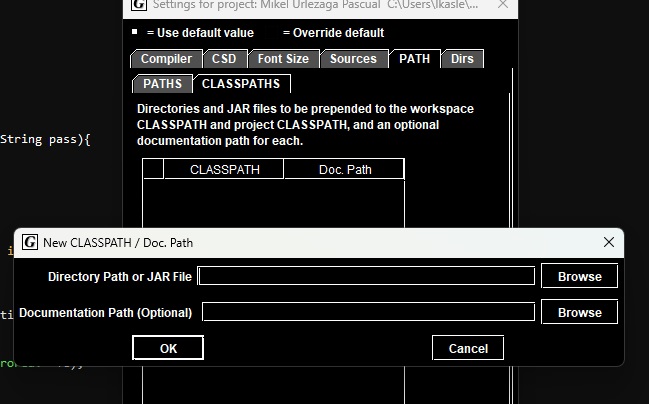 G Settings for project: Mikel Urlezaga Pascual C:\Users\Ikasle\...
= Use default value = Override default
Compiler CSD Font Size Sources PATH Dirs
PATHS CLASSPATHS
Directories and JAR files to be prepended to the workspace
CLASSPATH and project CLASSPATH, and an optional
documentation path for each.
String pass){
CLASSPATH Doc. Path
G New CLASSPATH / Doc. Path
i
Directory Path or JAR File Browse
ti
Documentation Path (Optional) Browse
OK Cancel